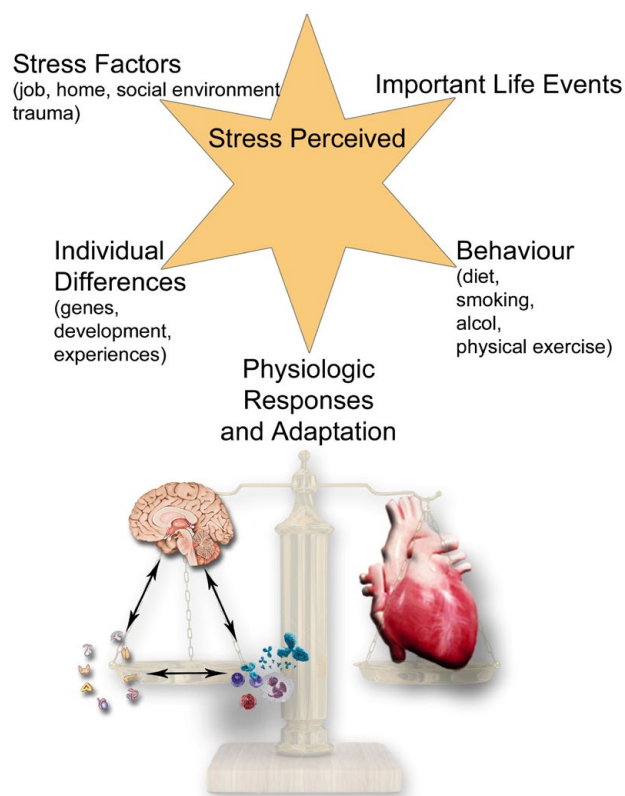 Stress Factors
(job, home, social environment
trauma)
Important Life Events
Stress Perceived
Individual
Differences
(genes,
development,
experiences)
Behaviour
(diet,
smoking,
alcol,
physical exercise)
Physiologic
Responses
and Adaptation